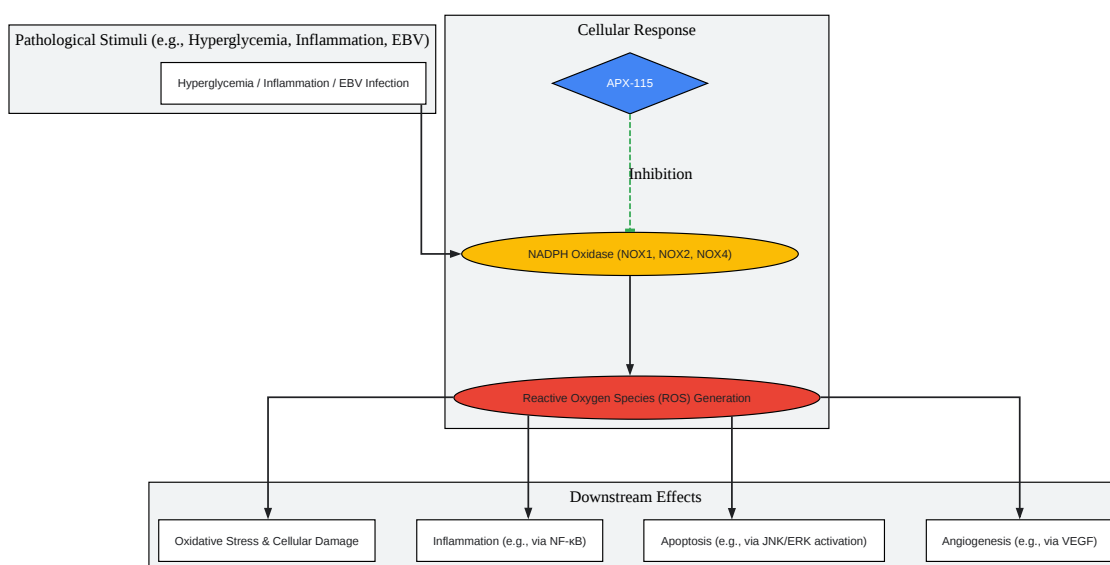 Pathological Stimuli (e.g., Hyperglycemia, Inflammation, EBV)
Hyperglycemia / Inflammation / EBV Infection
Cellular Response
APX-115
Inhibition
NADPH Oxidase (NOX1, NOX2, NOX4)
Reactive Oxygen Species (ROS) Generation
Downstream Effects
Oxidative Stress & Cellular Damage
Inflammation (e.g., via NF-κB)
Apoptosis (e.g., via JNK/ERK activation)
Angiogenesis (e.g., via VEGF)